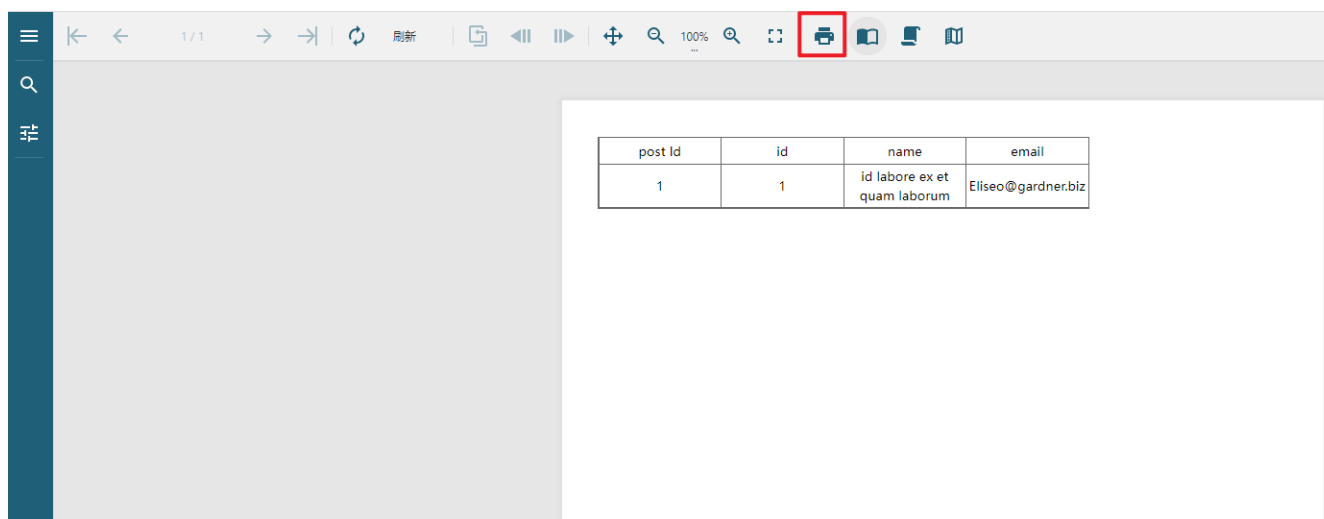 1 / 1 刷新 100%
...
post Id id name email
1 1 id labore ex et quam laborum Eliseo@gardner.biz